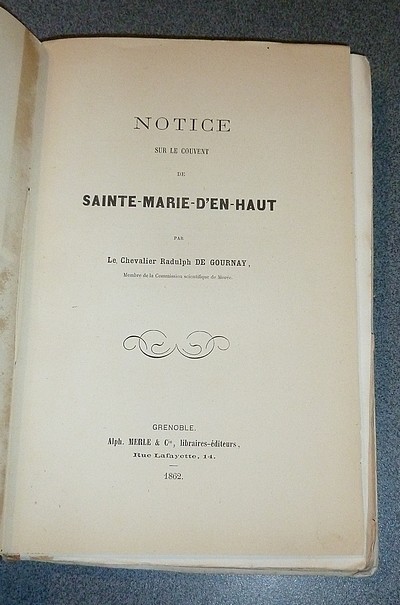 NOTICE
SUR LE COUVENT
DE
SAINTE-MARIE-D'EN-HAUT
PAR
Le Chevalier Radulph DE GOURNAY,
Membre de la Commission scientifique de Morée.
GRENOBLE.
Alph. MERLE & Cie, libraires-éditeurs,
Rue Lafayette, 14.
1862.